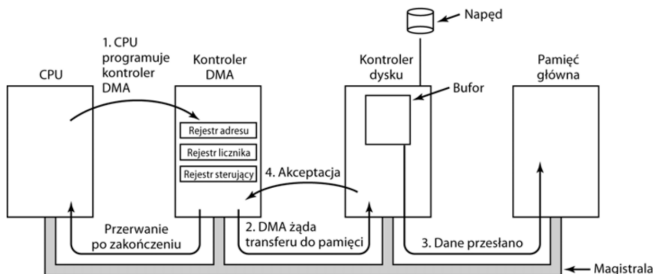 Napęd
1. CPU
programuje
kontroler
DMA
CPU
Kontroler
DMA
Kontroler
dysku
Pamięć
główna
Bufor
Rejestr adresu
Rejestr licznika
Rejestr sterujący
4. Akceptacja
Przerwanie
po zakończeniu
2. DMA żąda
transferu do pamięci
3. Dane przesłano
Magistrala